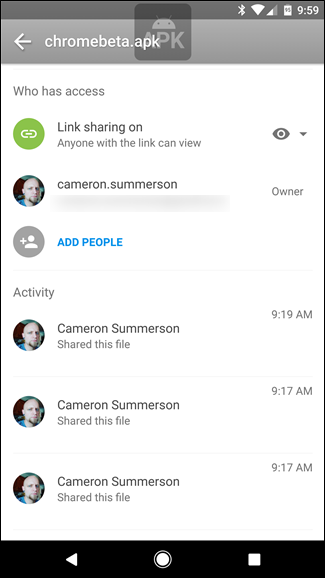 9:59
APK
chromebeta.apk
Who has access
Link sharing on
Anyone with the link can view
cameron.summerson
Owner
ADD PEOPLE
Activity
9:19 AM
Cameron Summerson
Shared this file
9:17 AM
Cameron Summerson
Shared this file
9:17 AM
Cameron Summerson
Shared this file